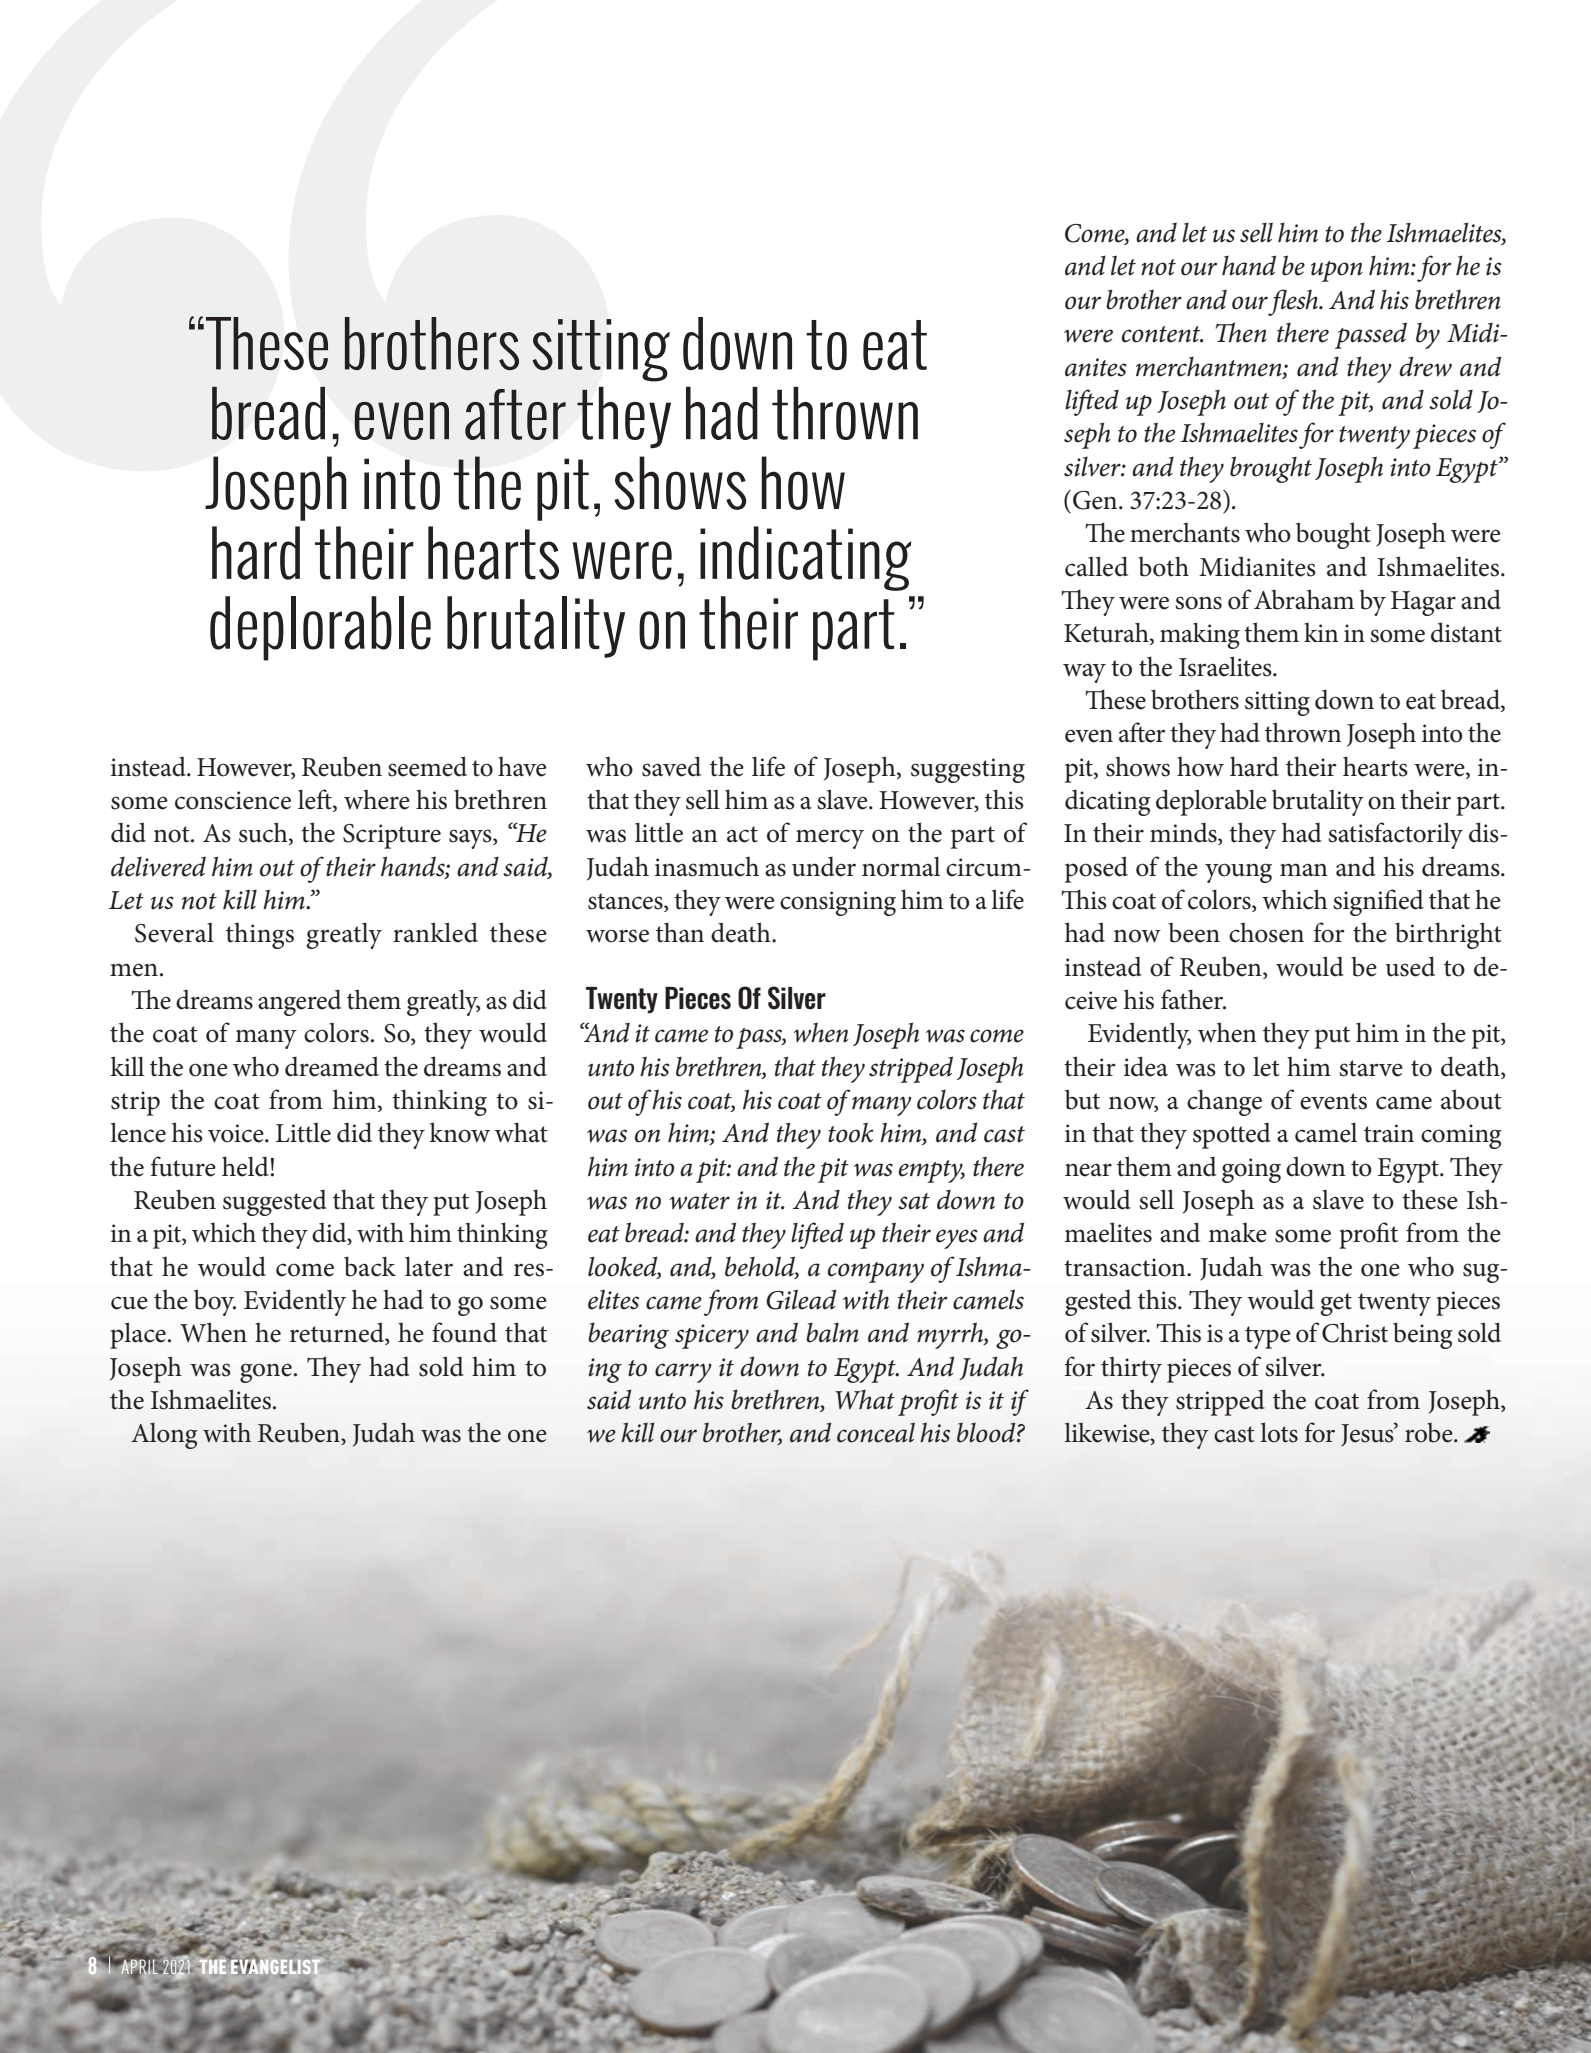 “These brothers sitting down to eat
bread, even after they had thrown
Joseph into the pit, shows how
hard their hearts were, indicating
deplorable brutality on their part.”
instead. However, Reuben seemed to have
some conscience left, where his brethren
did not. As such, the Scripture says, “He
delivered him out of their hands; and said,
Let us not kill him.”
Several things greatly rankled these
men.
The dreams angered them greatly, as did
the coat of many colors. So, they would
kill the one who dreamed the dreams and
strip the coat from him, thinking to si-
lence his voice. Little did they know what
the future held!
Reuben suggested that they put Joseph
in a pit, which they did, with him thinking
that he would come back later and res-
cue the boy. Evidently he had to go some
place. When he returned, he found that
Joseph was gone. They had sold him to
the Ishmaelites.
Along with Reuben, Judah was the one
who saved the life of Joseph, suggesting
that they sell him as a slave. However, this
was little an act of mercy on the part of
Judah inasmuch as under normal circum-
stances, they were consigning him to a life
worse than death.
Twenty Pieces Of Silver
“And it came to pass, when Joseph was come
unto his brethren, that they stripped Joseph
out of his coat, his coat of many colors that
was on him; And they took him, and cast
him into a pit: and the pit was empty, there
was no water in it. And they sat down to
eat bread: and they lifted up their eyes and
looked, and, behold, a company of Ishma-
elites came from Gilead with their camels
bearing spicery and balm and myrrh, go-
ing to carry it down to Egypt. And Judah
said unto his brethren, What profit is it if
we kill our brother, and conceal his blood?
Come, and let us sell him to the Ishmaelites,
and let not our hand be upon him: for he is
our brother and our flesh. And his brethren
were content. Then there passed by Midi-
anites merchantmen; and they drew and
lifted up Joseph out of the pit, and sold Jo-
seph to the Ishmaelites for twenty pieces of
silver: and they brought Joseph into Egypt”
(Gen. 37:23-28).
The merchants who bought Joseph were
called both Midianites and Ishmaelites.
They were sons of Abraham by Hagar and
Keturah, making them kin in some distant
way to the Israelites.
These brothers sitting down to eat bread,
even after they had thrown Joseph into the
pit, shows how hard their hearts were, in-
dicating deplorable brutality on their part.
In their minds, they had satisfactorily dis-
posed of the young man and his dreams.
This coat of colors, which signified that he
had now been chosen for the birthright
instead of Reuben, would be used to de-
ceive his father.
Evidently, when they put him in the pit,
their idea was to let him starve to death,
but now, a change of events came about
in that they spotted a camel train coming
near them and going down to Egypt. They
would sell Joseph as a slave to these Ish-
maelites and make some profit from the
transaction. Judah was the one who sug-
gested this. They would get twenty pieces
of silver. This is a type of Christ being sold
for thirty pieces of silver.
As they stripped the coat from Joseph,
likewise, they cast lots for Jesus’ robe.
8 | APRIL 2021 THE EVANGELIST